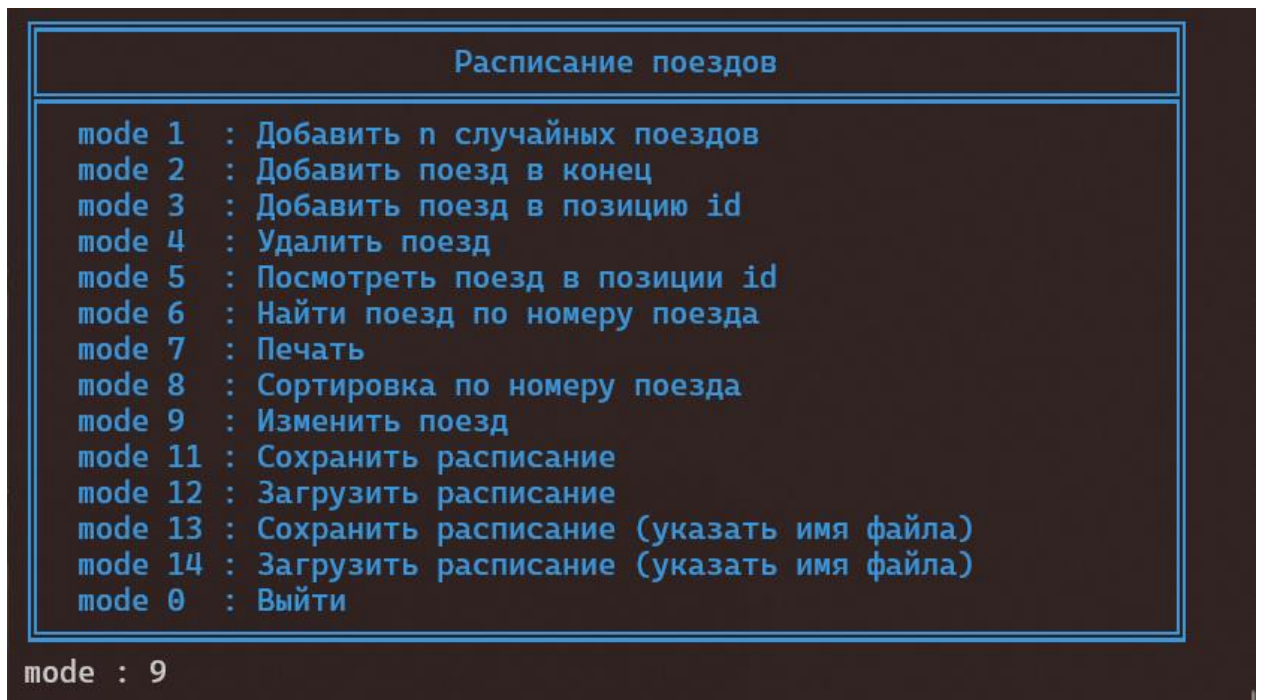 Расписание поездов
mode 1 : Добавить n случайных поездов
mode 2 : Добавить поезд в конец
mode 3 : Добавить поезд в позицию id
mode 4 : Удалить поезд
mode 5 : Посмотреть поезд в позиции id
mode 6 : Найти поезд по номеру поезда
mode 7 : Печать
mode 8 : Сортировка по номеру поезда
mode 9 : Изменить поезд
mode 11 : Сохранить расписание
mode 12 : Загрузить расписание
mode 13 : Сохранить расписание (указать имя файла)
mode 14 : Загрузить расписание (указать имя файла)
mode 0 : Выйти
mode : 9